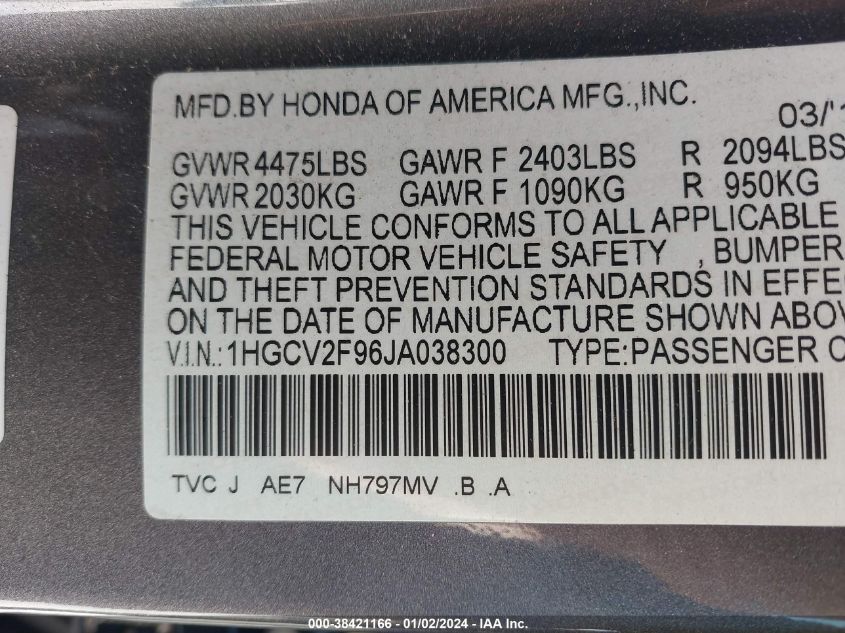 MFD.BY HONDA OF AMERICA MFG.,INC.
03/'1
GVWR 4475LBS GAWR F 2403LBS R 2094LBS
GVWR 2030KG GAWR F 1090KG R 950KG
THIS VEHICLE CONFORMS TO ALL APPLICABLE
FEDERAL MOTOR VEHICLE SAFETY , BUMPER
AND THEFT PREVENTION STANDARDS IN EFFE
ON THE DATE OF MANUFACTURE SHOWN ABOV
V.I.N.:1HGCV2F96JA038300 TYPE:PASSENGER C
TVC J AE7 NH797MV .B .A
000-38421166 - 01/02/2024 - IAA Inc.